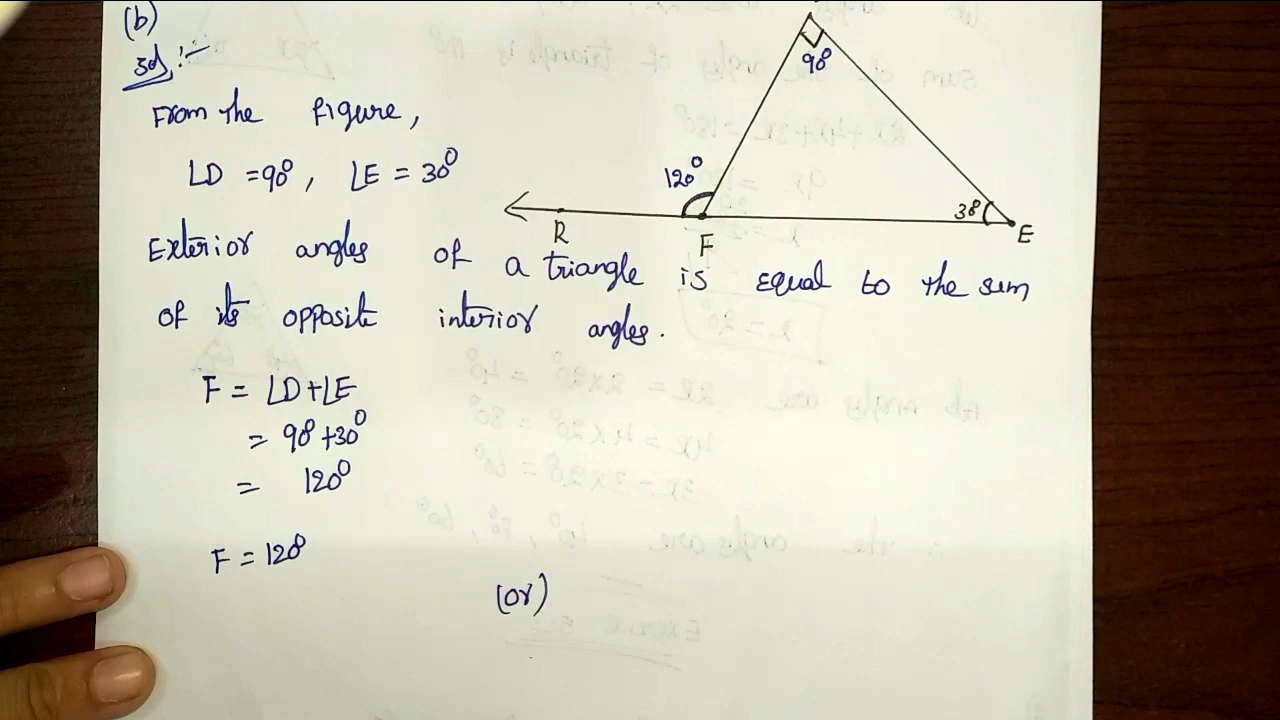 (b)
Sol :-
From the figure,
∠D = 90°, ∠E = 30°
90°
120°
30°
R
F
E
Exterior angles of a triangle is equal to the sum
of its opposite interior angles.
F = ∠D+∠E
= 90°+30°
= 120°
F = 120°
(or)